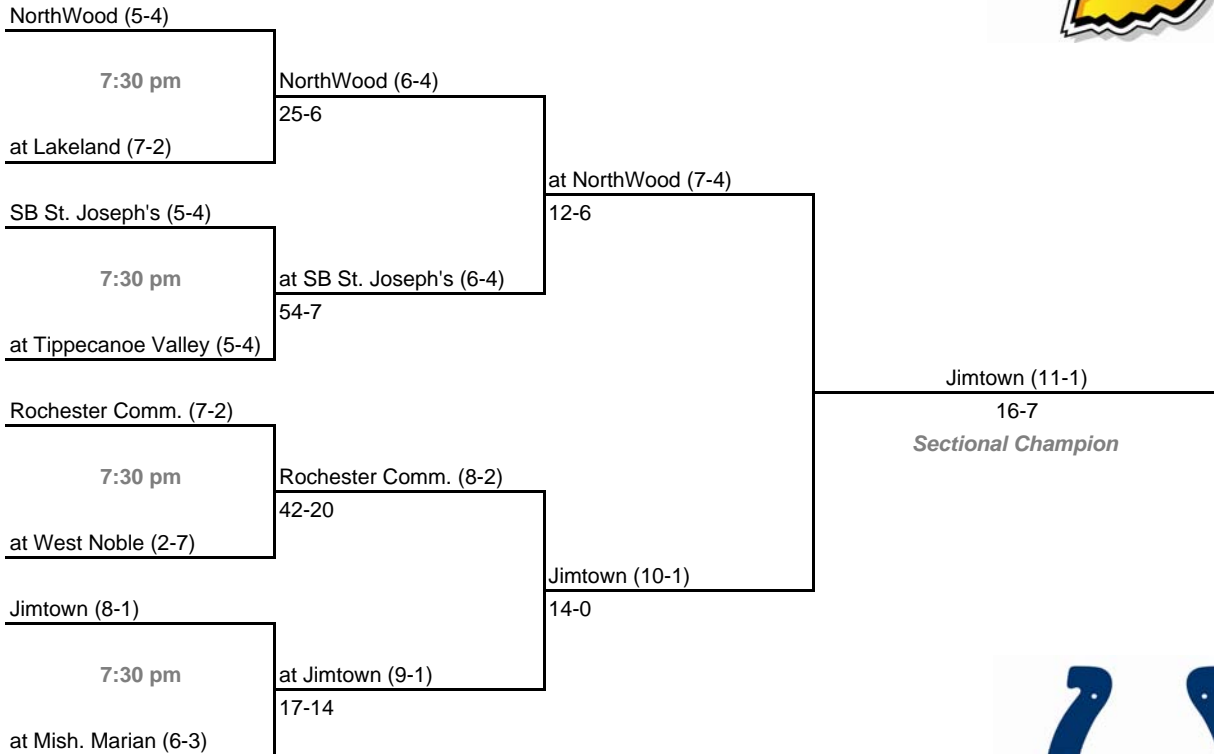 NorthWood (5-4)
7:30 pm
NorthWood (6-4)
25-6
at Lakeland (7-2)
at NorthWood (7-4)
12-6
SB St. Joseph's (5-4)
7:30 pm
at SB St. Joseph's (6-4)
54-7
at Tippecanoe Valley (5-4)
Jimtown (11-1)
16-7
Sectional Champion
Rochester Comm. (7-2)
7:30 pm
Rochester Comm. (8-2)
42-20
at West Noble (2-7)
Jimtown (10-1)
14-0
Jimtown (8-1)
7:30 pm
at Jimtown (9-1)
17-14
at Mish. Marian (6-3)